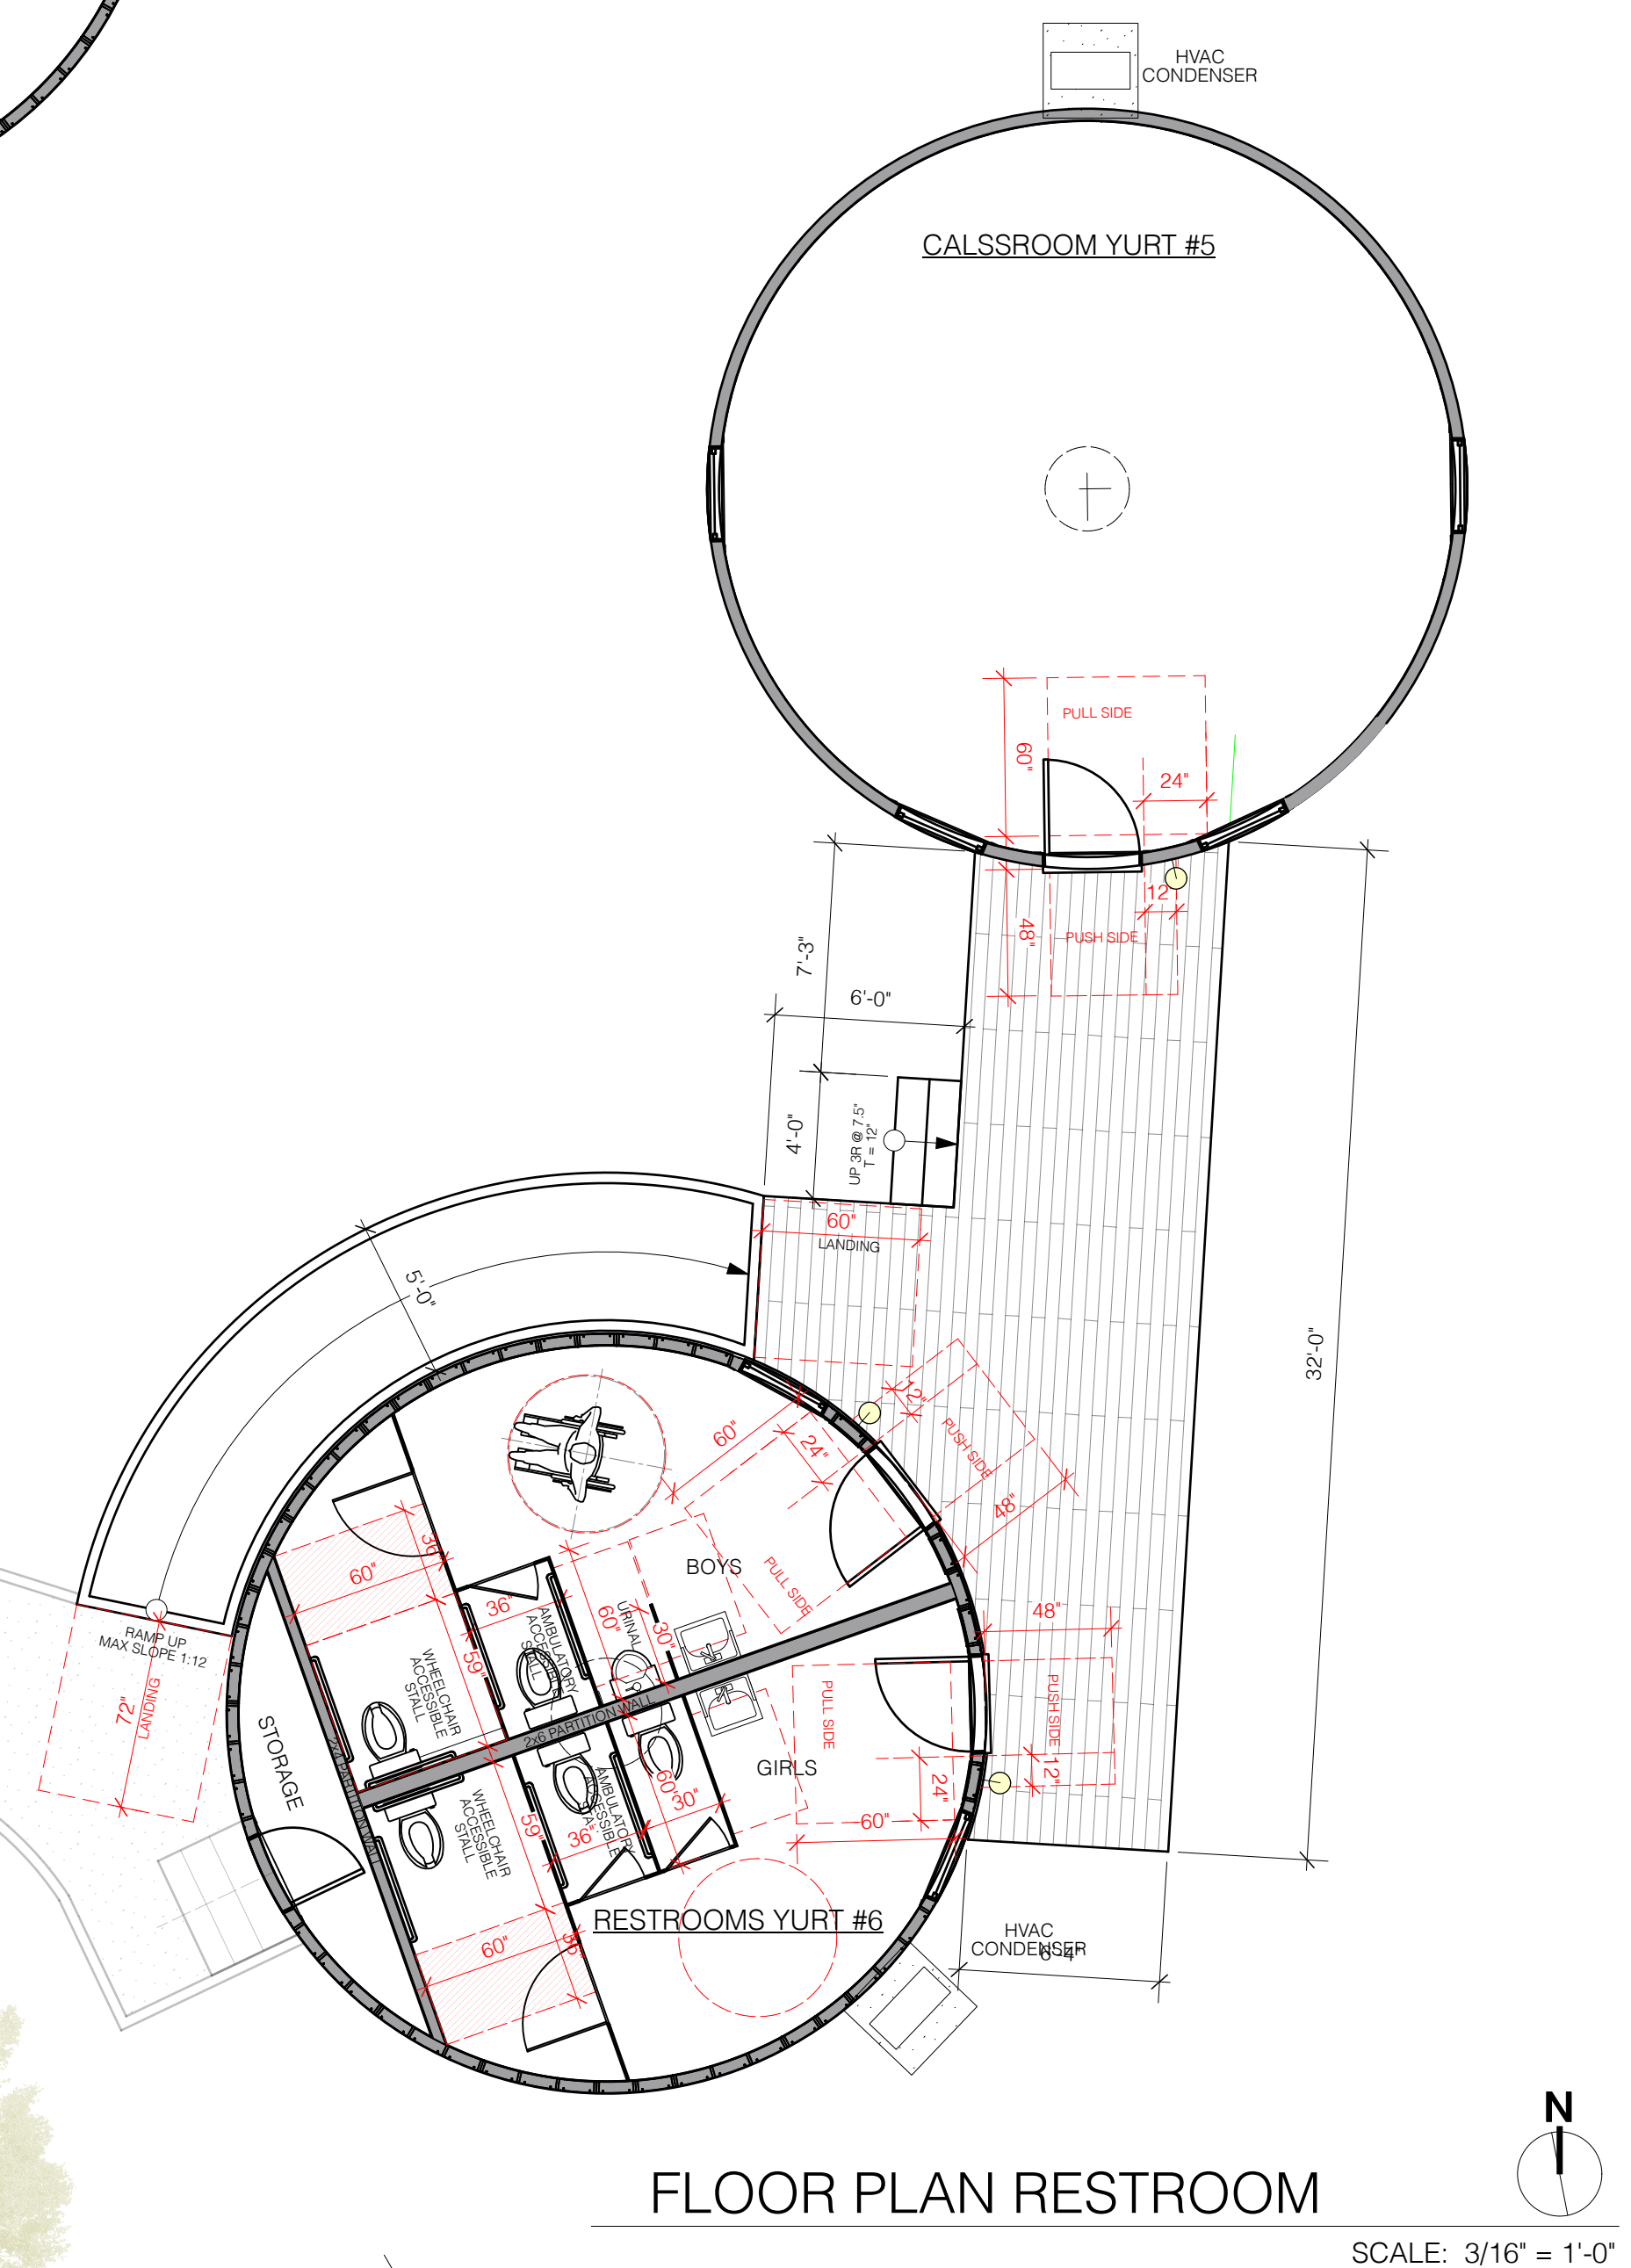 HVAC
CONDENSER
CALSSROOM YURT #5
PULL SIDE
60"
24"
12
48"
PUSH SIDE
7'-3"
6'-0"
4'-0"
UP 3R @ 7.5"
T = 12"
60"
LANDING
5'-0"
32'-0"
12"
60"
24"
PUSH SIDE
48"
36"
60"
BOYS
PULL SIDE
36"
AMBULATORY
ACCESSIBLE
STALL
60"
URINAL
30"
48"
RAMP UP
MAX SLOPE 1:12
72"
LANDING
WHEELCHAIR
ACCESSIBLE
STALL
59"
PULL SIDE
PUSH SIDE
12"
STORAGE
2x4 PARTITION WALL
2x6 PARTITION WALL
GIRLS
24"
60"
WHEELCHAIR
ACCESSIBLE
STALL
59"
36"
AMBULATORY
ACCESSIBLE
60"
30"
RESTROOMS YURT #6
60"
36"
HVAC
CONDENSER
6'-4"
N
FLOOR PLAN RESTROOM
SCALE: 3/16" = 1'-0"